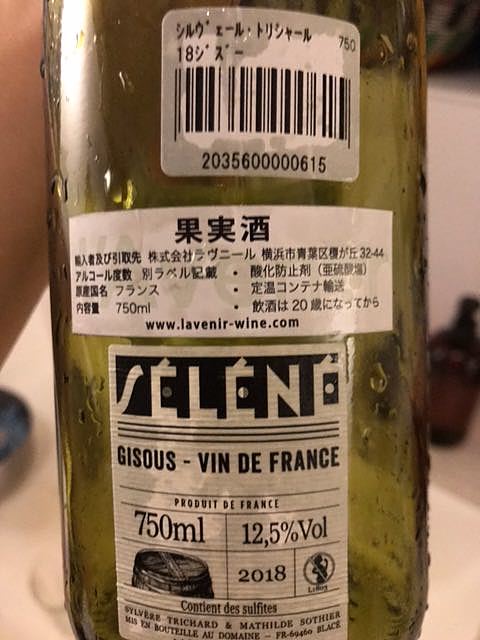 シルヴェール・トリシャール 750
18ジズー
2035600000615
果実酒
輸入者及び引取先 株式会社ラヴニール 横浜市青葉区榎が丘32-44
アルコール度数 別ラベル記載 ・ 酸化防止剤（亜硫酸塩）
原産国名 フランス ・ 定温コンテナ輸送
内容量 750ml ・ 飲酒は20歳になってから
www.lavenir-wine.com
SÉLÉNÈ
GISOUS - VIN DE FRANCE
PRODUIT DE FRANCE
750ml 12,5%Vol
2018
Contient des sulfites
SYLVÈRE TRICHARD & MATHILDE SOTHIER
MIS EN BOUTEILLE AU DOMAINE - FR-69460 BLACÉ